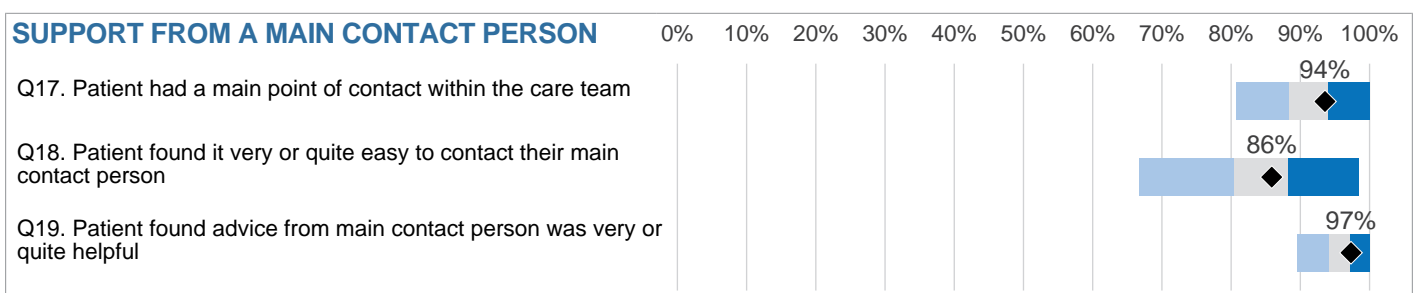 SUPPORT FROM A MAIN CONTACT PERSON 0% 10% 20% 30% 40% 50% 60% 70% 80% 90% 100%
Q17. Patient had a main point of contact within the care team
94%
Q18. Patient found it very or quite easy to contact their main
contact person
86%
Q19. Patient found advice from main contact person was very or
quite helpful
97%